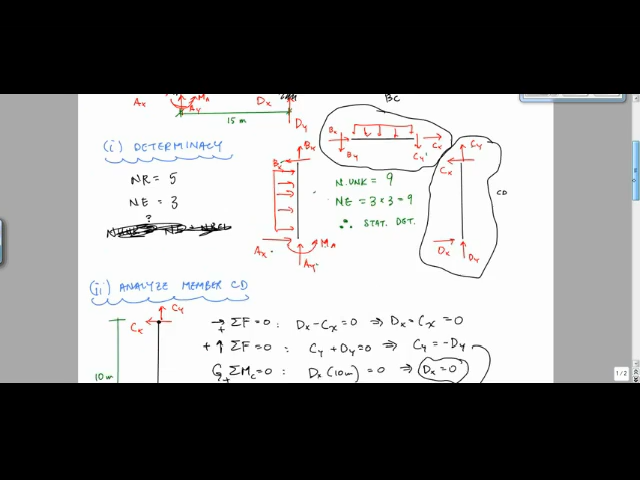 BC
Ax
MA
Ay
Dx
Dy
15 m
(i) DETERMINACY
NR = 5
NE = 3
?
Bx
By
Cx
Cy
N.UNK = 9
NE = 3 x 3 = 9
∴ STAT. DET.
Bx
Bx
Ax
MA
Ay
Cy
Cx
CD
Dx
Dy
(ii) ANALYZE MEMBER CD
Cy
Cx
10 m
→+ ΣF=0 : Dx-Cx=0 ⇒ Dx=Cx=0
+↑ ΣF=0 : Cy+Dy=0 ⇒ Cy=-Dy
+ ΣMc=0 : Dx(10m) = 0 ⇒ Dx=0
1/2